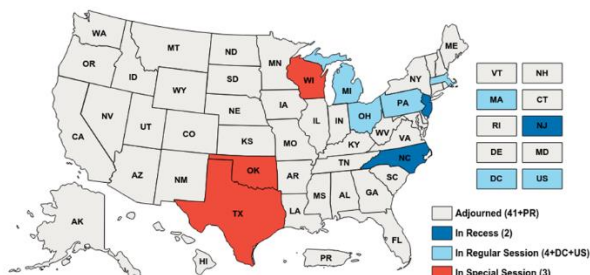 WA
MT
ND
MN
ME
OR
ID
SD
WI
NY
WY
MI
NE
IA
PA
NV
UT
IL
IN
OH
CO
WV
VA
CA
KS
MO
KY
NC
TN
AZ
NM
OK
AR
SC
MS
AL
GA
TX
LA
FL
AK
HI
PR
VT
NH
MA
CT
RI
NJ
DE
MD
DC
US
Adjourned (41+PR)
In Recess (2)
In Regular Session (4+DC+US)
In Special Session (3)